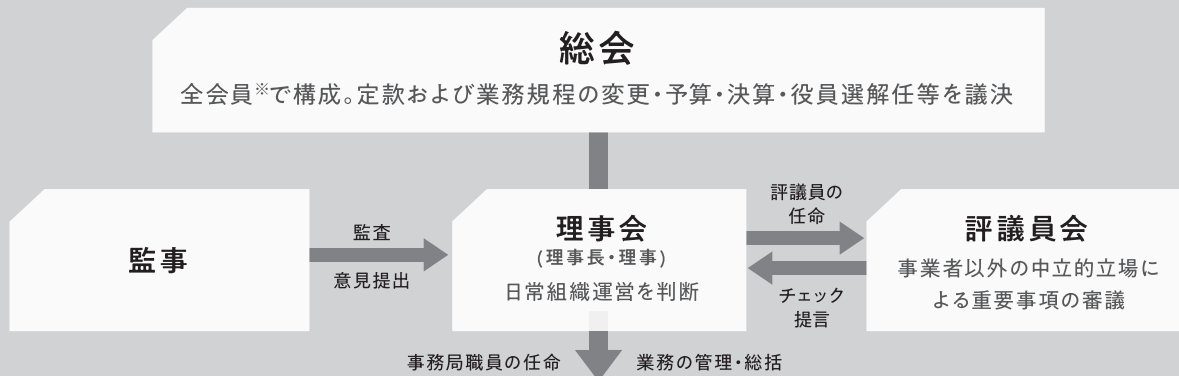 総会
全会員※で構成。定款および業務規程の変更・予算・決算・役員選解任等を議決
監事
監査
意見提出
理事会
(理事長・理事)
日常組織運営を判断
評議員の
任命
チェック
提言
評議員会
事業者以外の中立的立場に
よる重要事項の審議
事務局職員の任命
業務の管理・総括